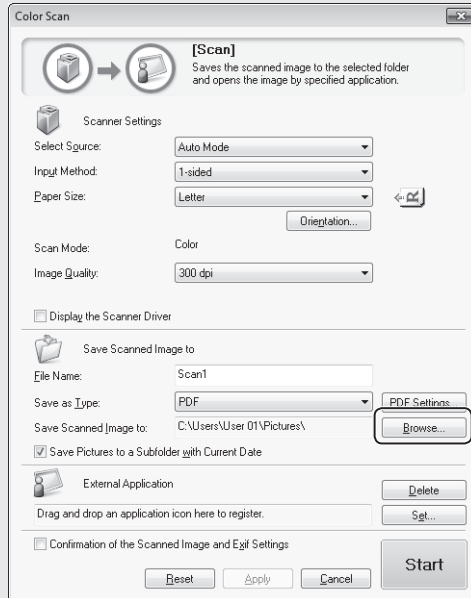 Color Scan
[Scan]
Saves the scanned image to the selected folder
and opens the image by specified application.
Scanner Settings
Select Source: Auto Mode
Input Method: 1-sided
Paper Size: Letter
R
Orientation...
Scan Mode: Color
Image Quality: 300 dpi
Display the Scanner Driver
Save Scanned Image to
File Name: Scan1
Save as Type: PDF PDF Settings...
Save Scanned Image to: C:\Users\User 01\Pictures\ Browse...
Save Pictures to a Subfolder with Current Date
External Application Delete
Drag and drop an application icon here to register. Set...
Confirmation of the Scanned Image and Exif Settings
Start
Reset Apply Cancel